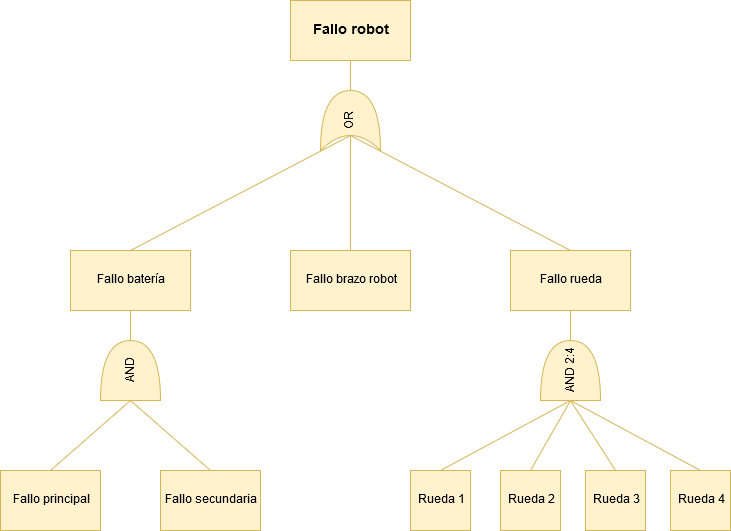 Fallo robot
OR
Fallo batería
Fallo brazo robot
Fallo rueda
AND
AND 2:4
Fallo principal
Fallo secundaria
Rueda 1
Rueda 2
Rueda 3
Rueda 4